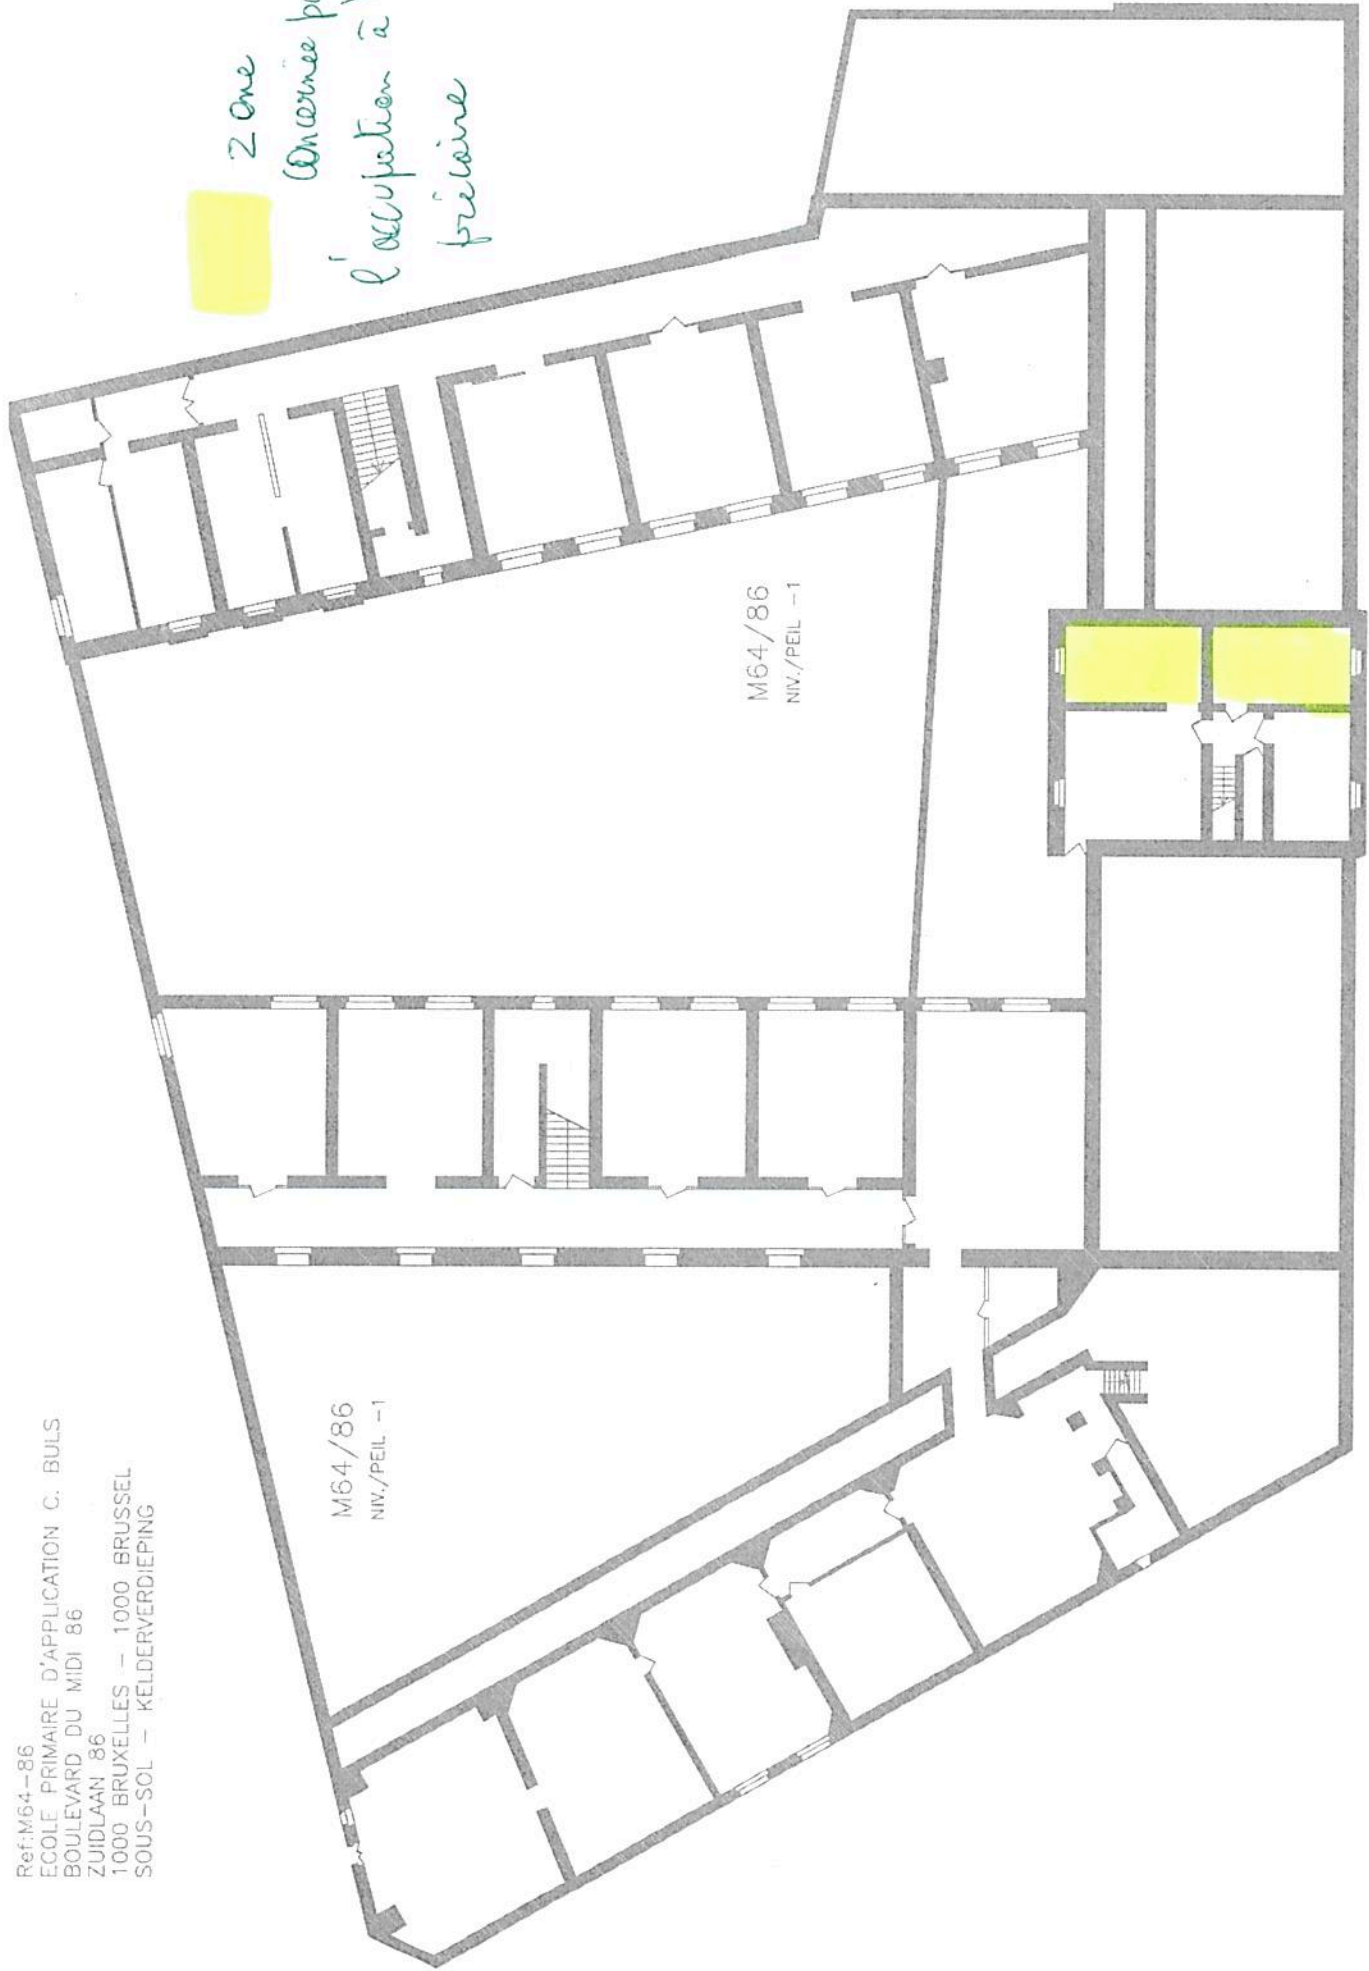 Ref:M64-86
ECOLE PRIMAIRE D'APPLICATION C. BULS
BOULEVARD DU MIDI 86
ZUIDLAAN 86
1000 BRUXELLES - 1000 BRUSSEL
SOUS-SOL - KELDERVERDIEPING
M64/86
NIV./PEIL -1
M64/86
NIV./PEIL -1
zone
concernée
l'occupation à
précaire